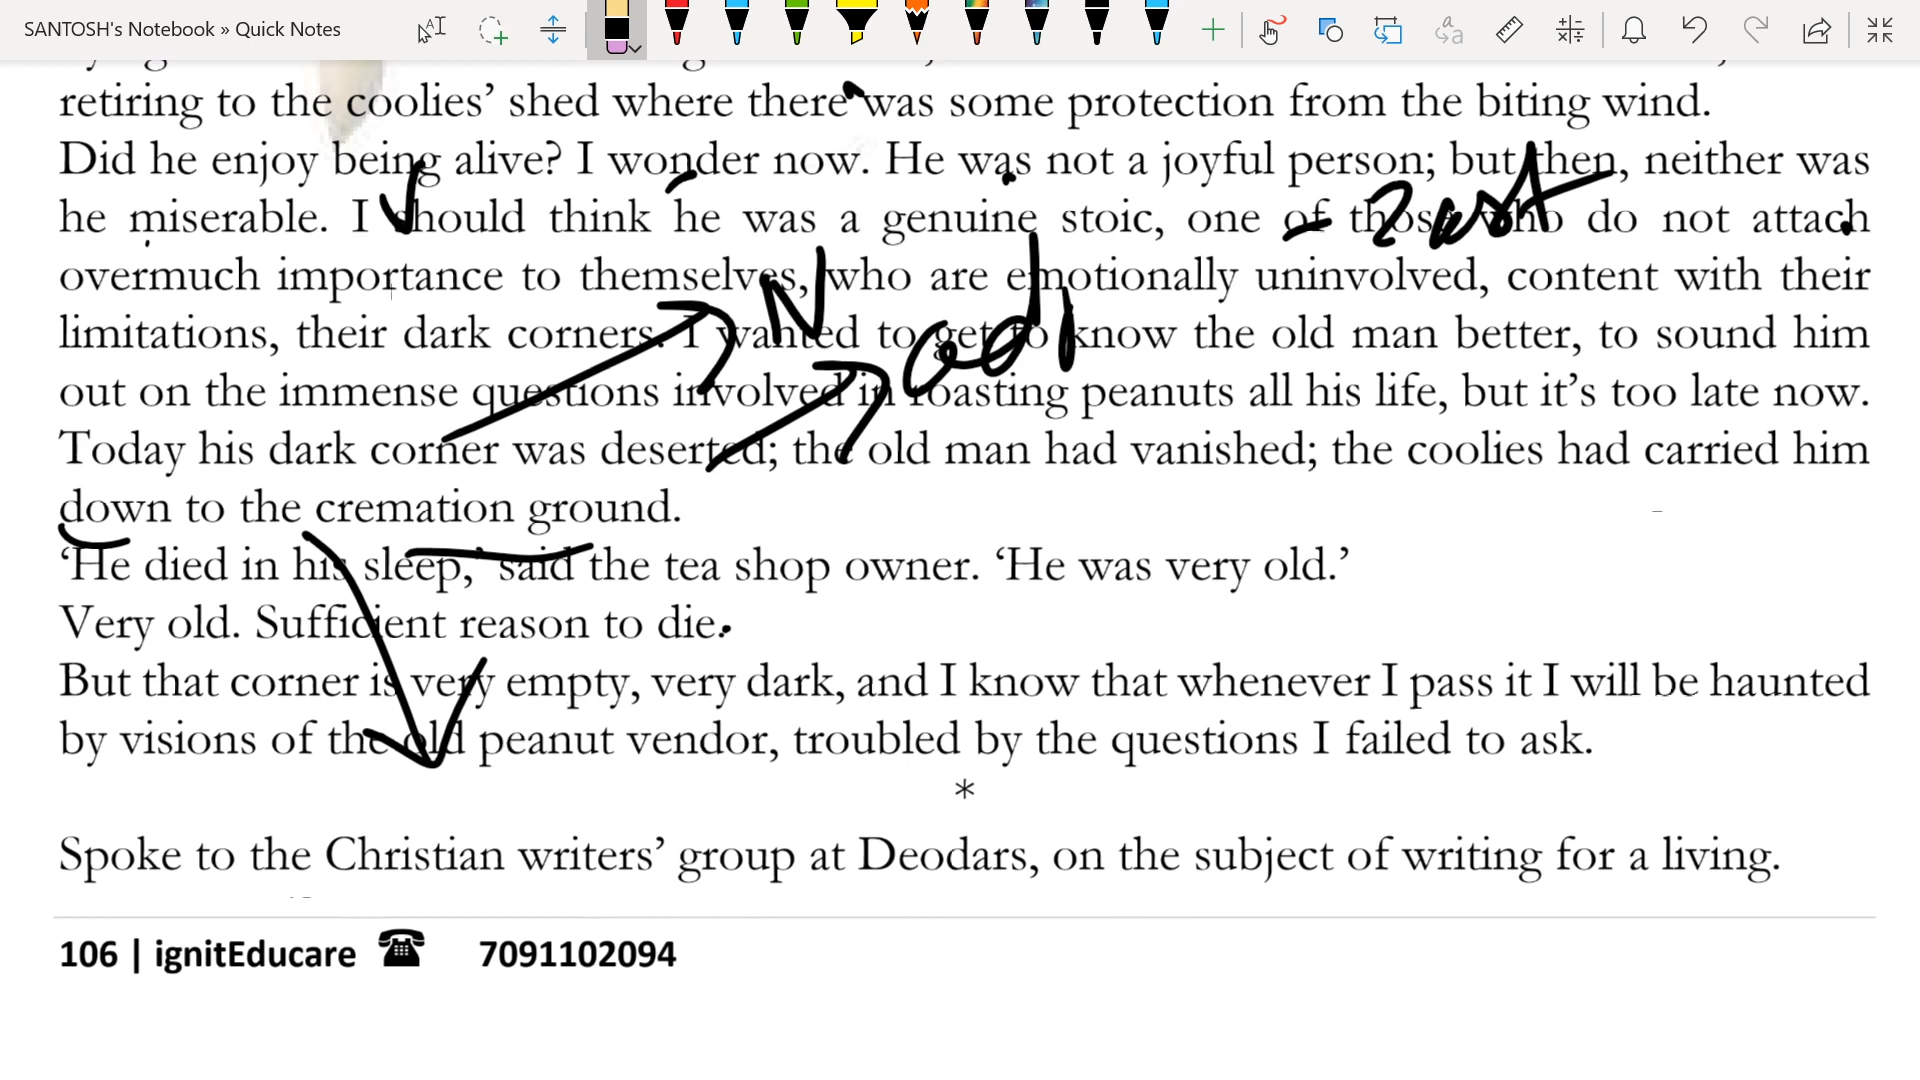 SANTOSH's Notebook » Quick Notes
retiring to the coolies’ shed where there was some protection from the biting wind.
Did he enjoy being alive? I wonder now. He was not a joyful person; but then, neither was
he miserable. I should think he was a genuine stoic, one of those who do not attach
overmuch importance to themselves, who are emotionally uninvolved, content with their
limitations, their dark corners. I wanted to get to know the old man better, to sound him
out on the immense questions involved in roasting peanuts all his life, but it’s too late now.
Today his dark corner was deserted; the old man had vanished; the coolies had carried him
down to the cremation ground.
‘He died in his sleep,’ said the tea shop owner. ‘He was very old.’
Very old. Sufficient reason to die.
But that corner is very empty, very dark, and I know that whenever I pass it I will be haunted
by visions of the old peanut vendor, troubled by the questions I failed to ask.
*
Spoke to the Christian writers’ group at Deodars, on the subject of writing for a living.
106 | ignitEducare ☎ 7091102094
N
adj